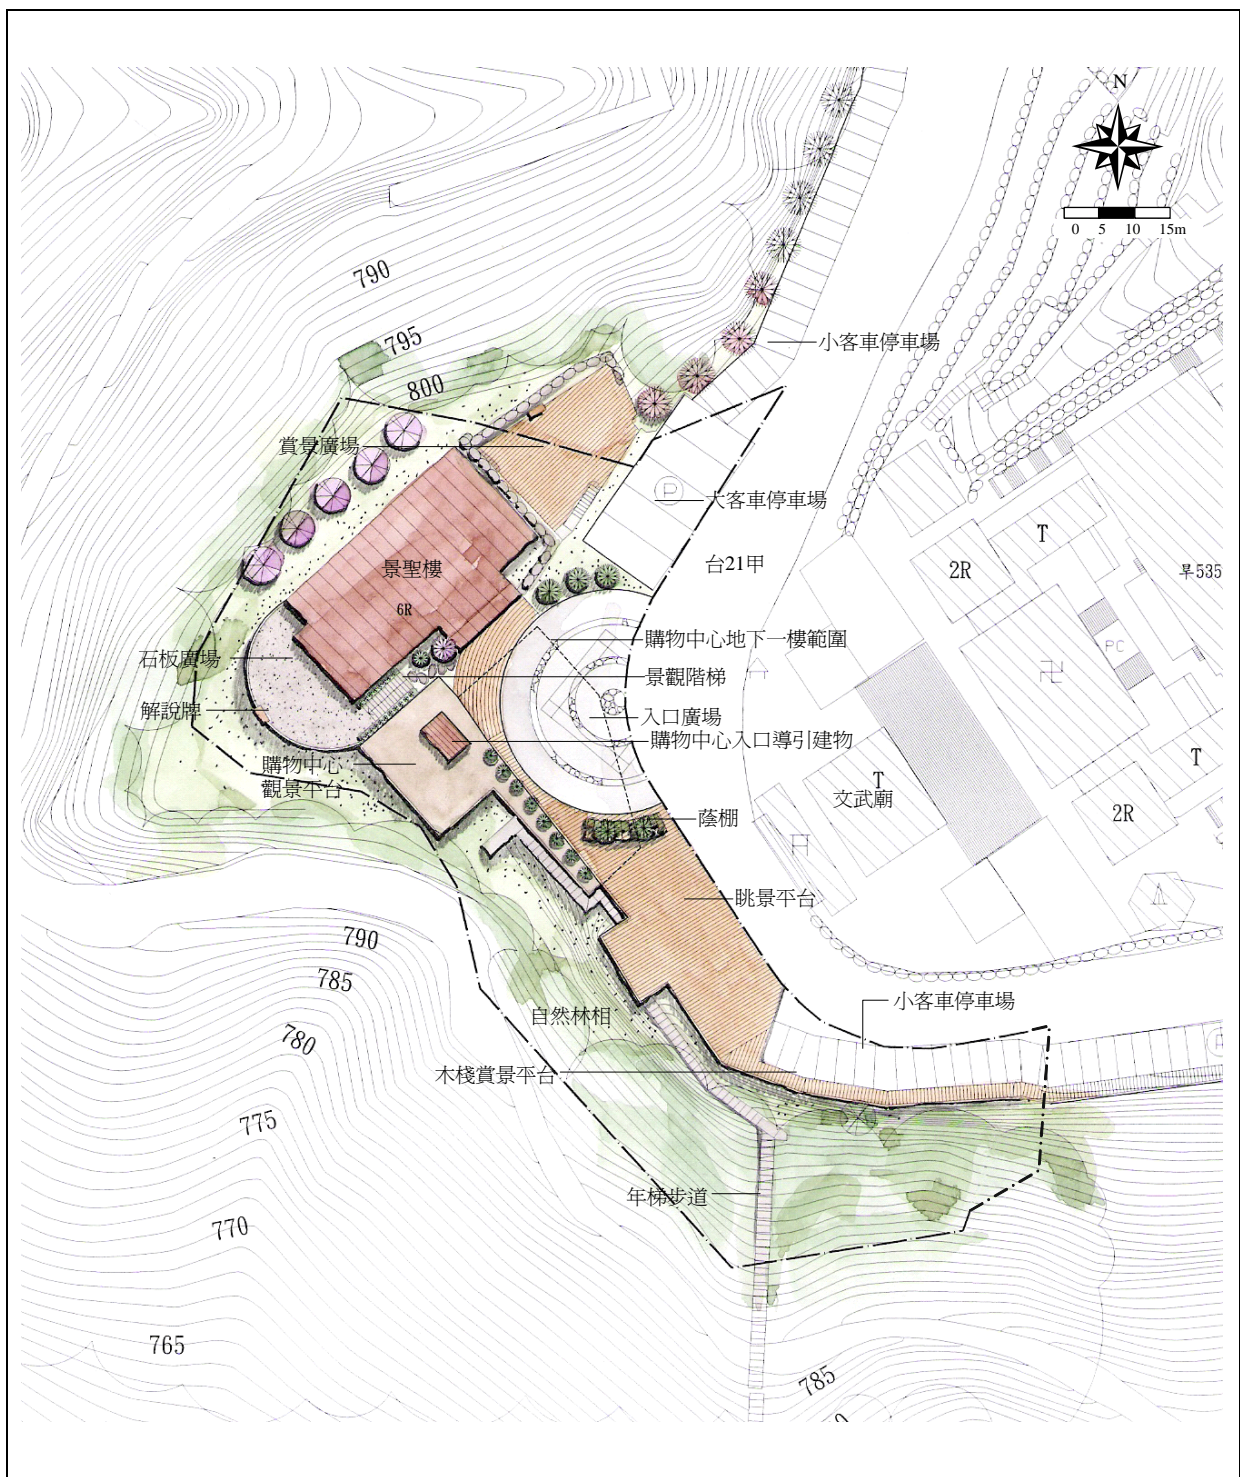 N
0 5 10 15m
790
795
800
小客車停車場
賞景廣場
大客車停車場
台21甲
T
2R
旱535
景聖樓
6R
PC
卍
購物中心地下一樓範圍
石板廣場
景觀階梯
解說牌
入口廣場
購物中心入口導引建物
購物中心
觀景平台
T
文武廟
T
2R
蔭棚
眺景平台
790
785
小客車停車場
自然林相
780
木棧賞景平台
775
年梯步道
770
765
785